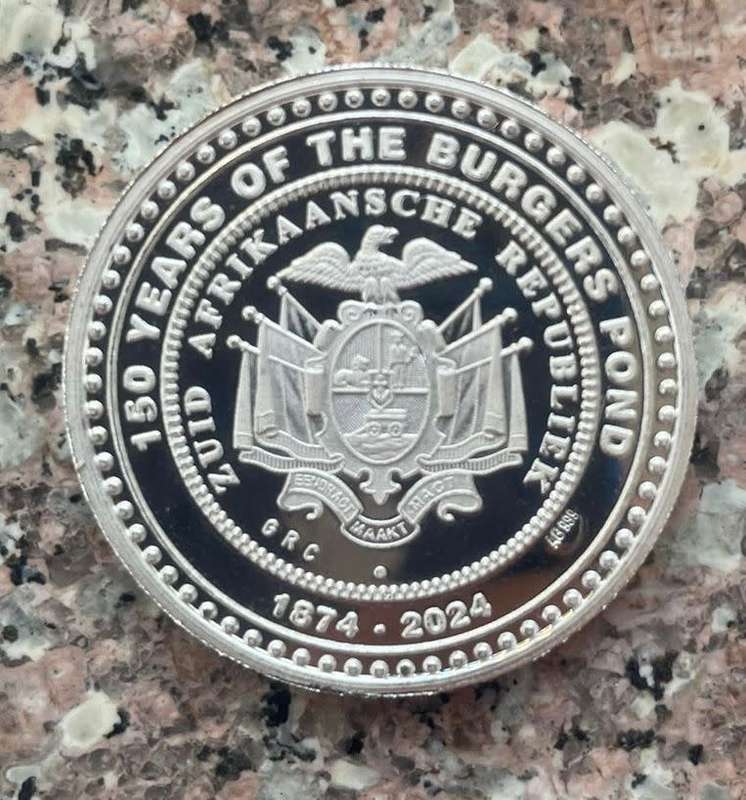 150 YEARS OF THE BURGERS POND
ZUID AFRIKAANSCHE REPUBLIEK
EENDRAGT MAAKT MAGT
GRC
AG 999
1874 · 2024